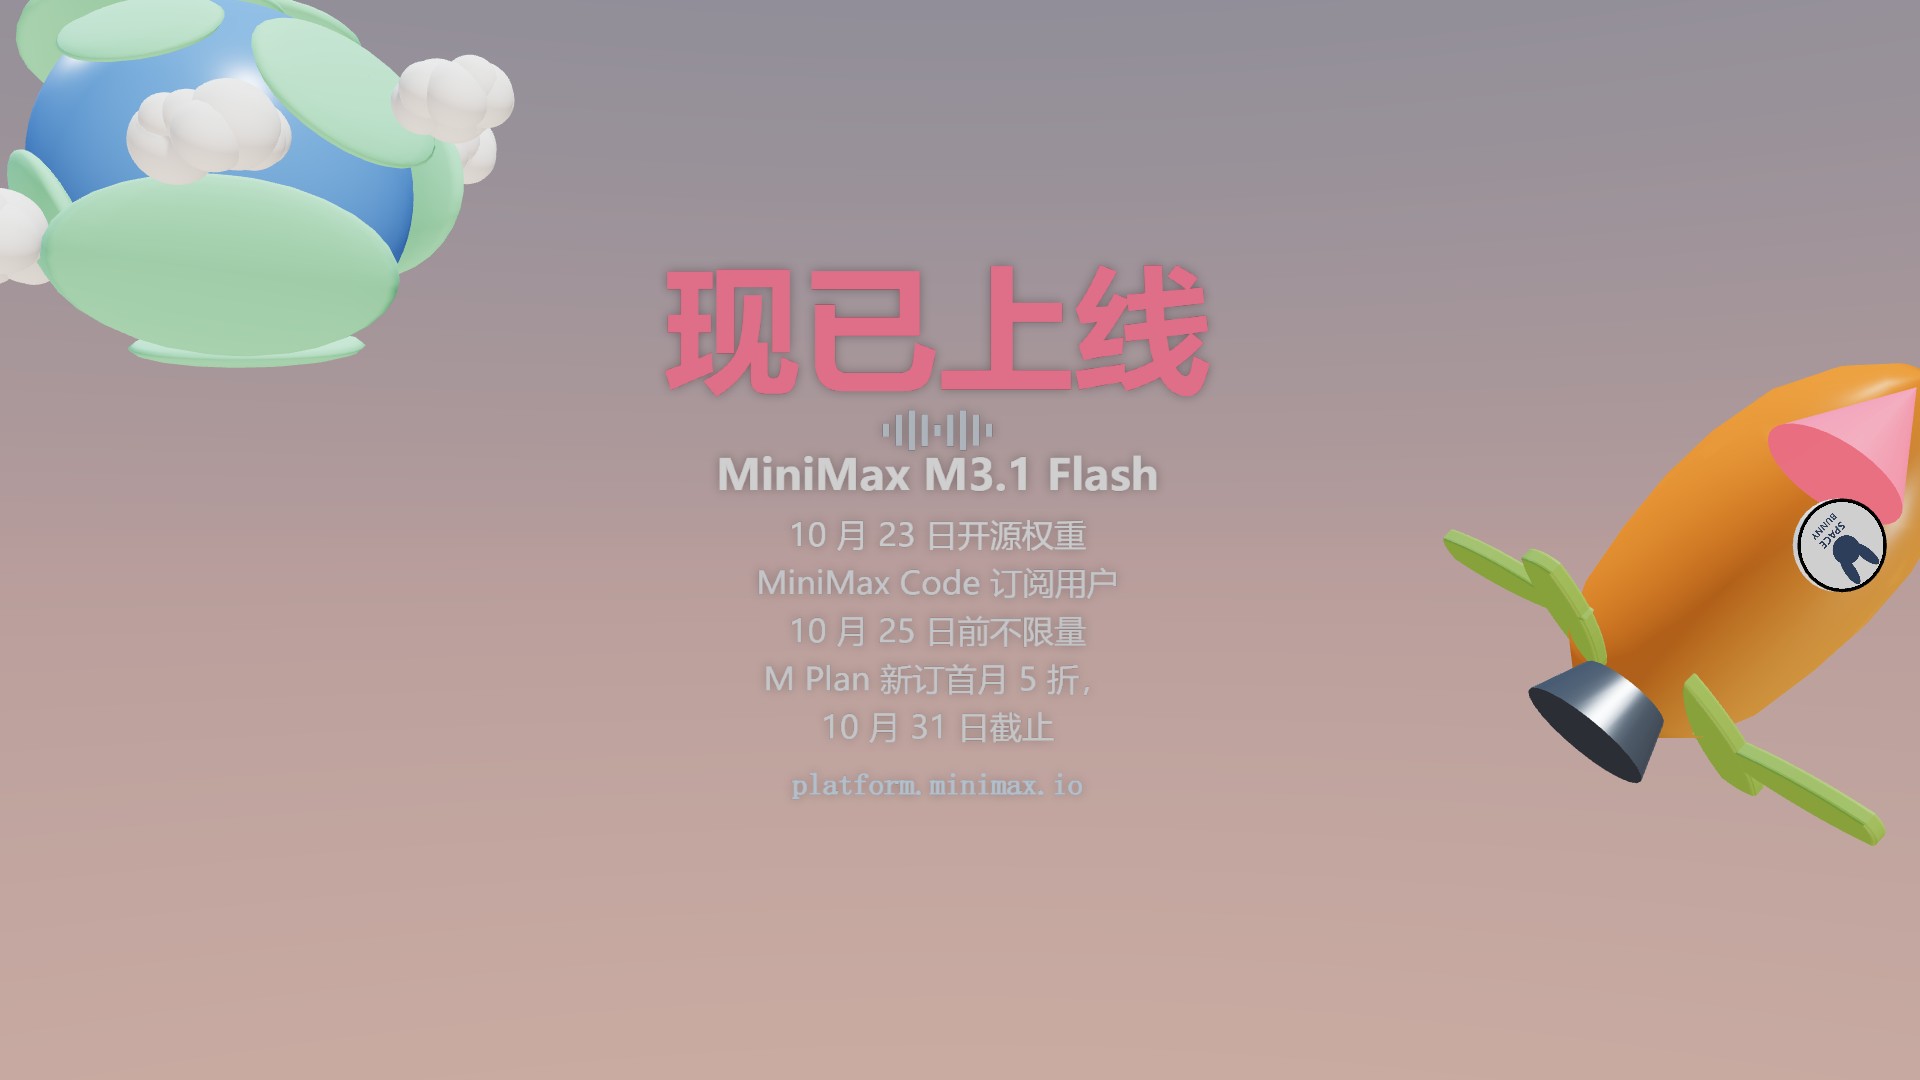 现已上线
MiniMax M3.1 Flash
10 月 23 日开源权重
MiniMax Code 订阅用户
10 月 25 日前不限量
M Plan 新订首月 5 折，
10 月 31 日截止
platform.minimax.io
SPACE
BUNNY